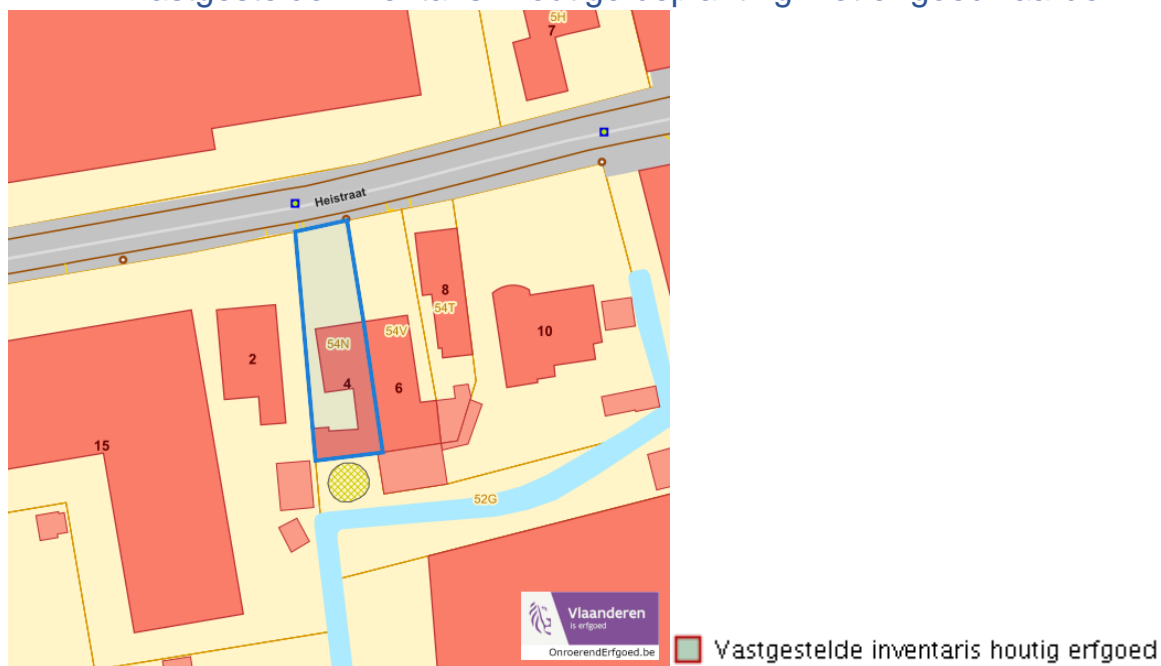 5H
7
Heistraat
8
54T
10
54V
54N
2
4
6
15
52G
Vlaanderen
is erfgoed
OnroerendErfgoed.be
Vastgestelde inventaris houtig erfgoed